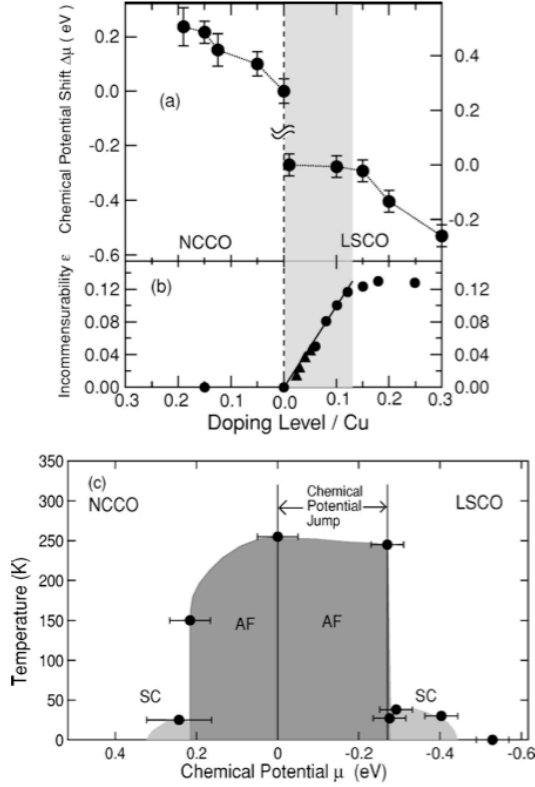 Chemical Potential Shift Δμ ( eV )
0.2
0.0
-0.2
-0.4
-0.6
0.4
0.2
0.0
-0.2
(a)
NCCO
LSCO
Incommensurability ε
0.12
0.08
0.04
0.00
(b)
0.12
0.08
0.04
0.00
0.3 0.2 0.1 0.0 0.1 0.2 0.3
Doping Level / Cu
(c)
NCCO
Chemical
Potential
Jump
LSCO
Temperature (K)
350
300
250
200
150
100
50
0
AF
AF
SC
SC
0.4 0.2 0 -0.2 -0.4 -0.6
Chemical Potential μ (eV)